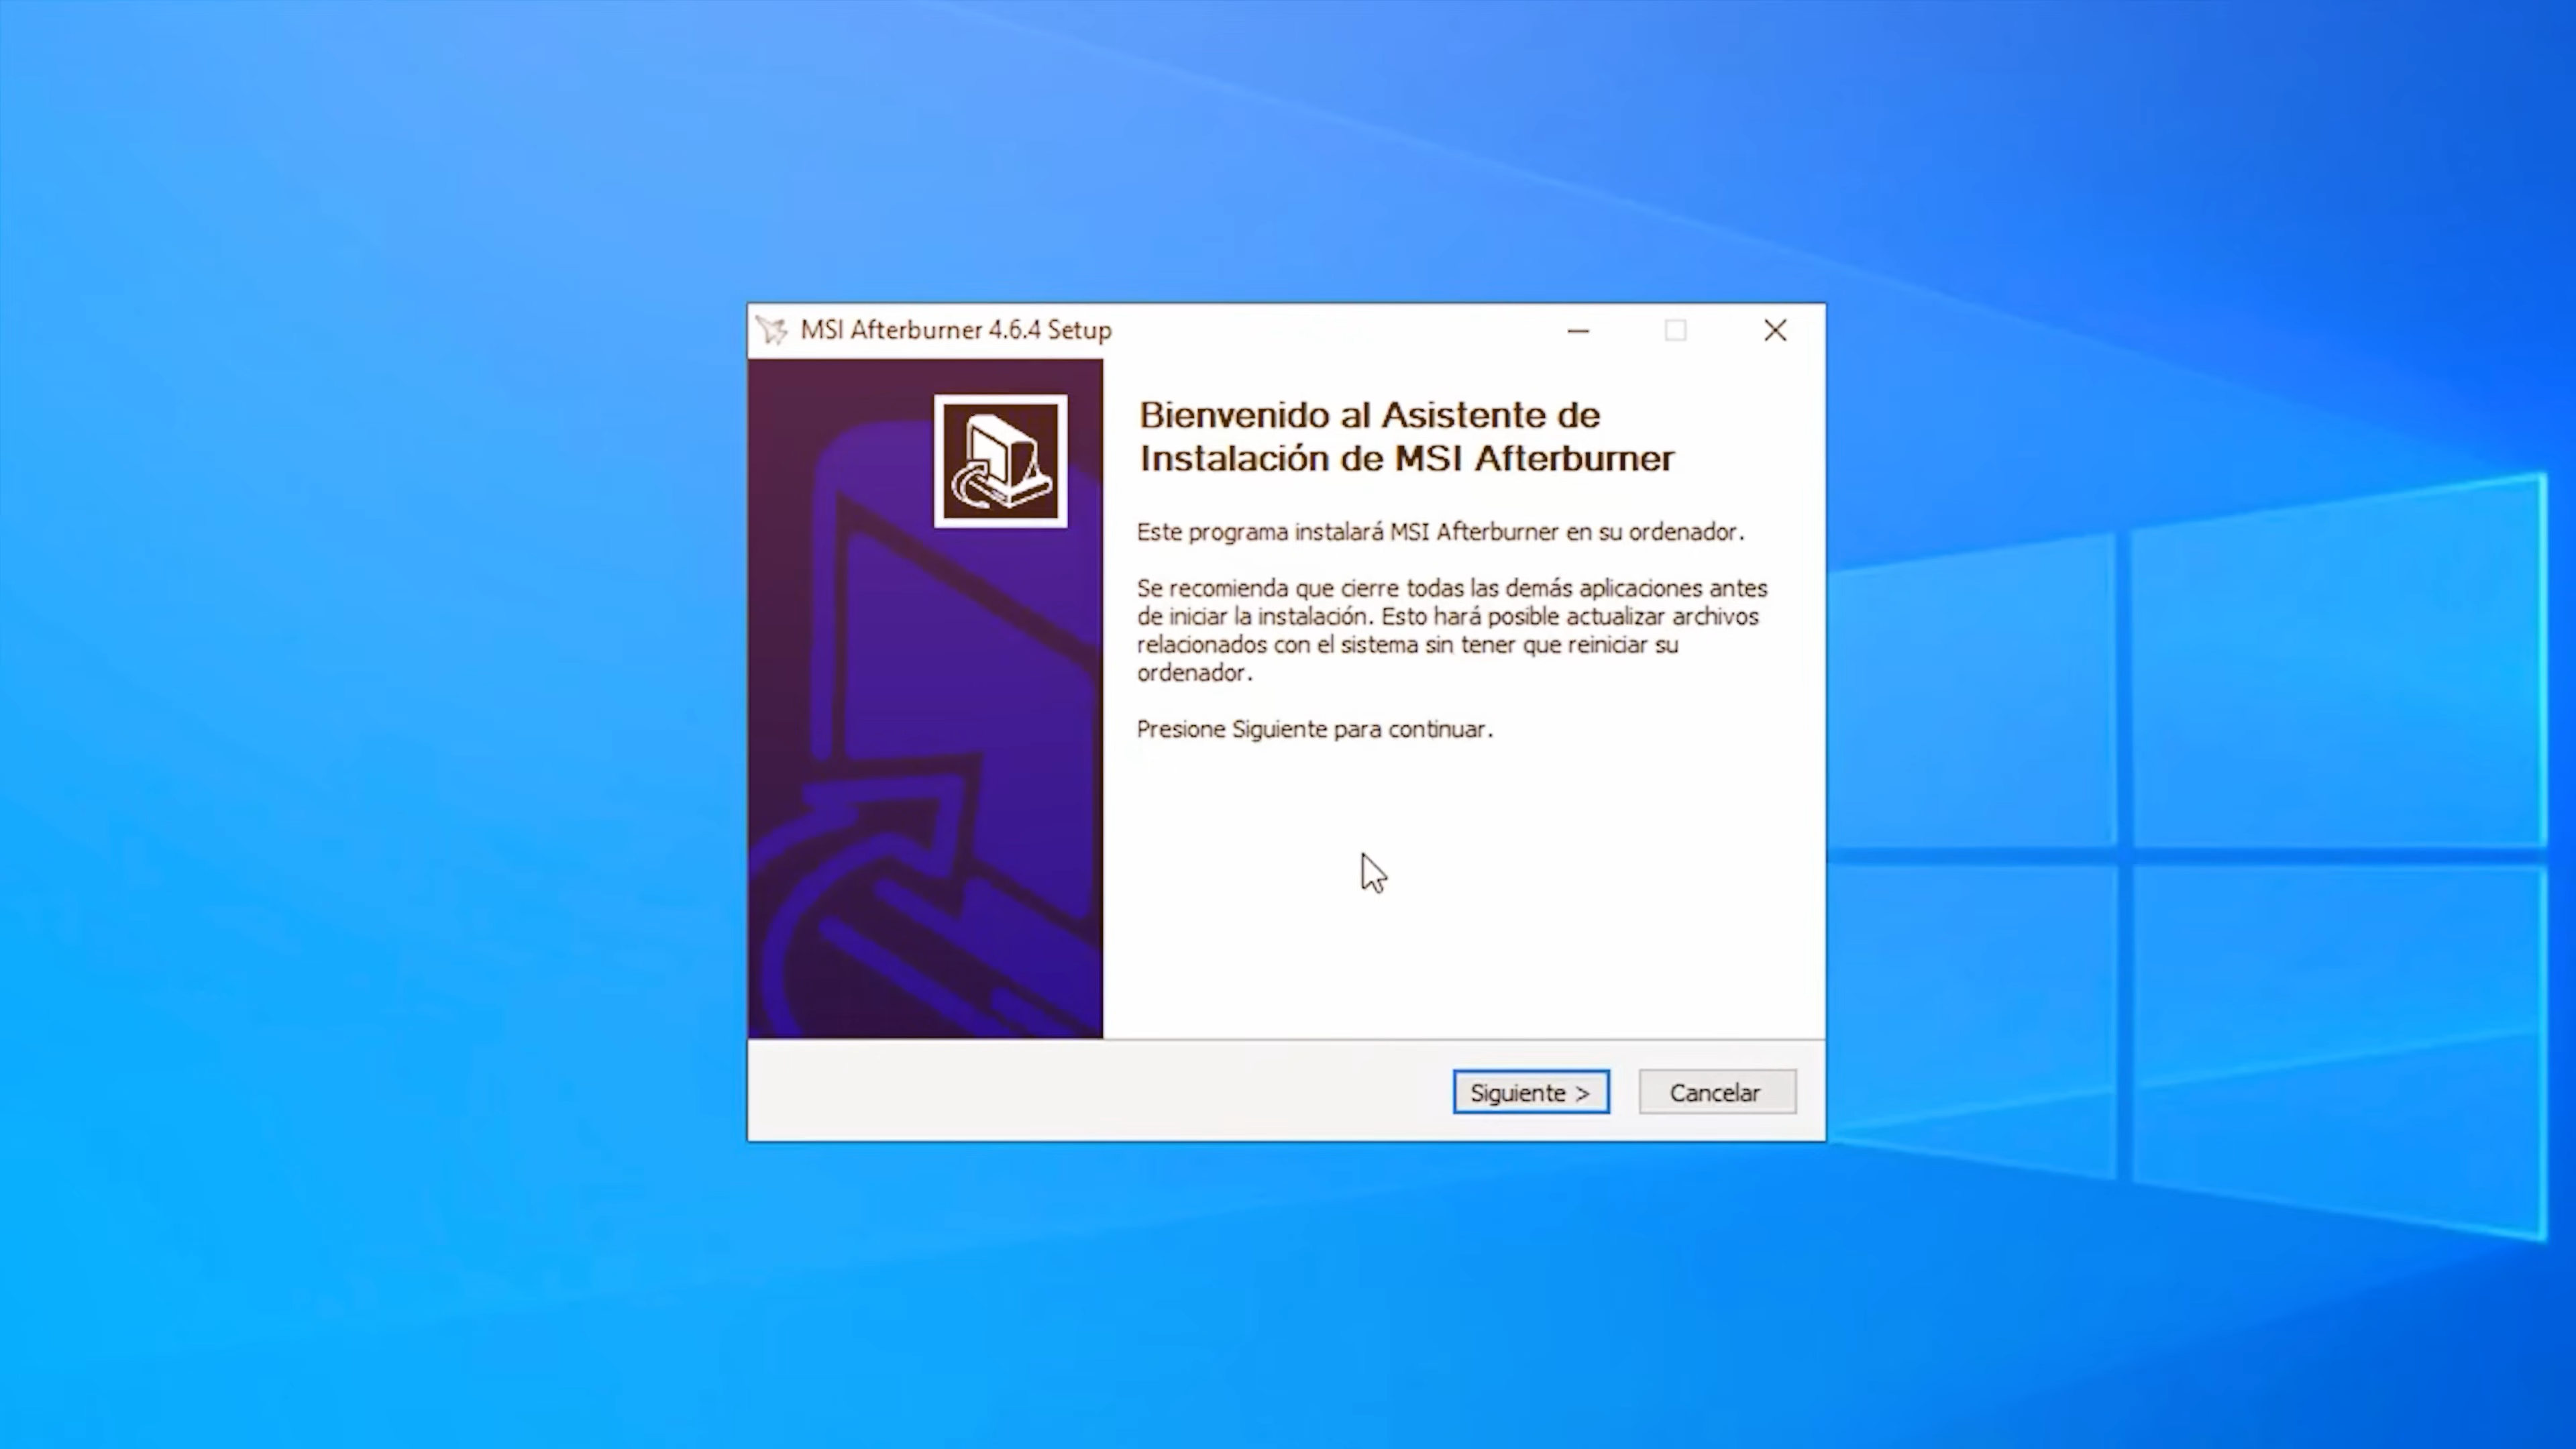 MSI Afterburner 4.6.4 Setup
Bienvenido al Asistente de
Instalación de MSI Afterburner
Este programa instalará MSI Afterburner en su ordenador.
Se recomienda que cierre todas las demás aplicaciones antes
de iniciar la instalación. Esto hará posible actualizar archivos
relacionados con el sistema sin tener que reiniciar su
ordenador.
Presione Siguiente para continuar.
Siguiente >
Cancelar